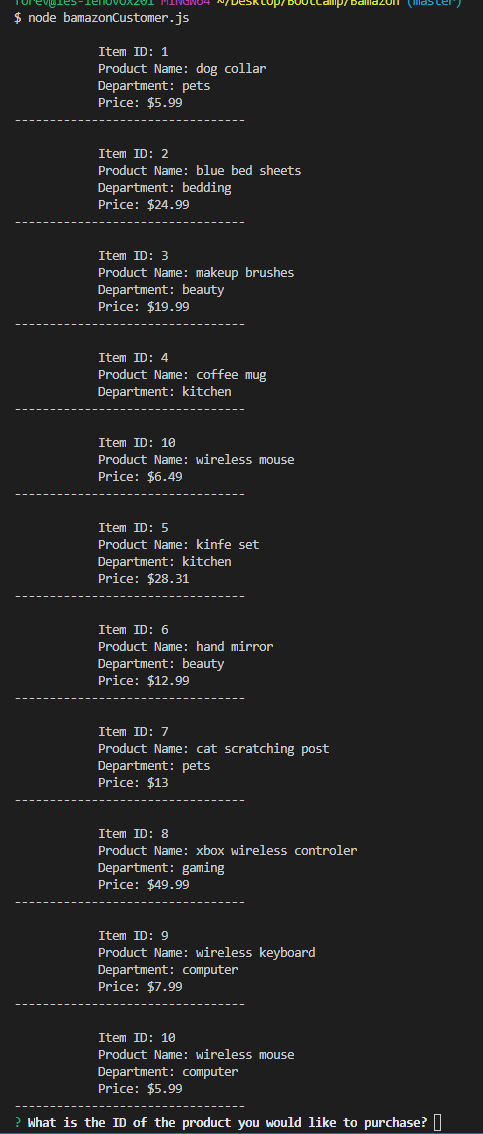 MINGW64 ~/Desktop/Bootcamp/Bamazon (master)
$ node bamazonCustomer.js
Item ID: 1
Product Name: dog collar
Department: pets
Price: $5.99
---------------------------------
Item ID: 2
Product Name: blue bed sheets
Department: bedding
Price: $24.99
---------------------------------
Item ID: 3
Product Name: makeup brushes
Department: beauty
Price: $19.99
---------------------------------
Item ID: 4
Product Name: coffee mug
Department: kitchen
---------------------------------
Item ID: 10
Product Name: wireless mouse
Price: $6.49
---------------------------------
Item ID: 5
Product Name: kinfe set
Department: kitchen
Price: $28.31
---------------------------------
Item ID: 6
Product Name: hand mirror
Department: beauty
Price: $12.99
---------------------------------
Item ID: 7
Product Name: cat scratching post
Department: pets
Price: $13
---------------------------------
Item ID: 8
Product Name: xbox wireless controler
Department: gaming
Price: $49.99
---------------------------------
Item ID: 9
Product Name: wireless keyboard
Department: computer
Price: $7.99
---------------------------------
Item ID: 10
Product Name: wireless mouse
Department: computer
Price: $5.99
---------------------------------
? What is the ID of the product you would like to purchase?